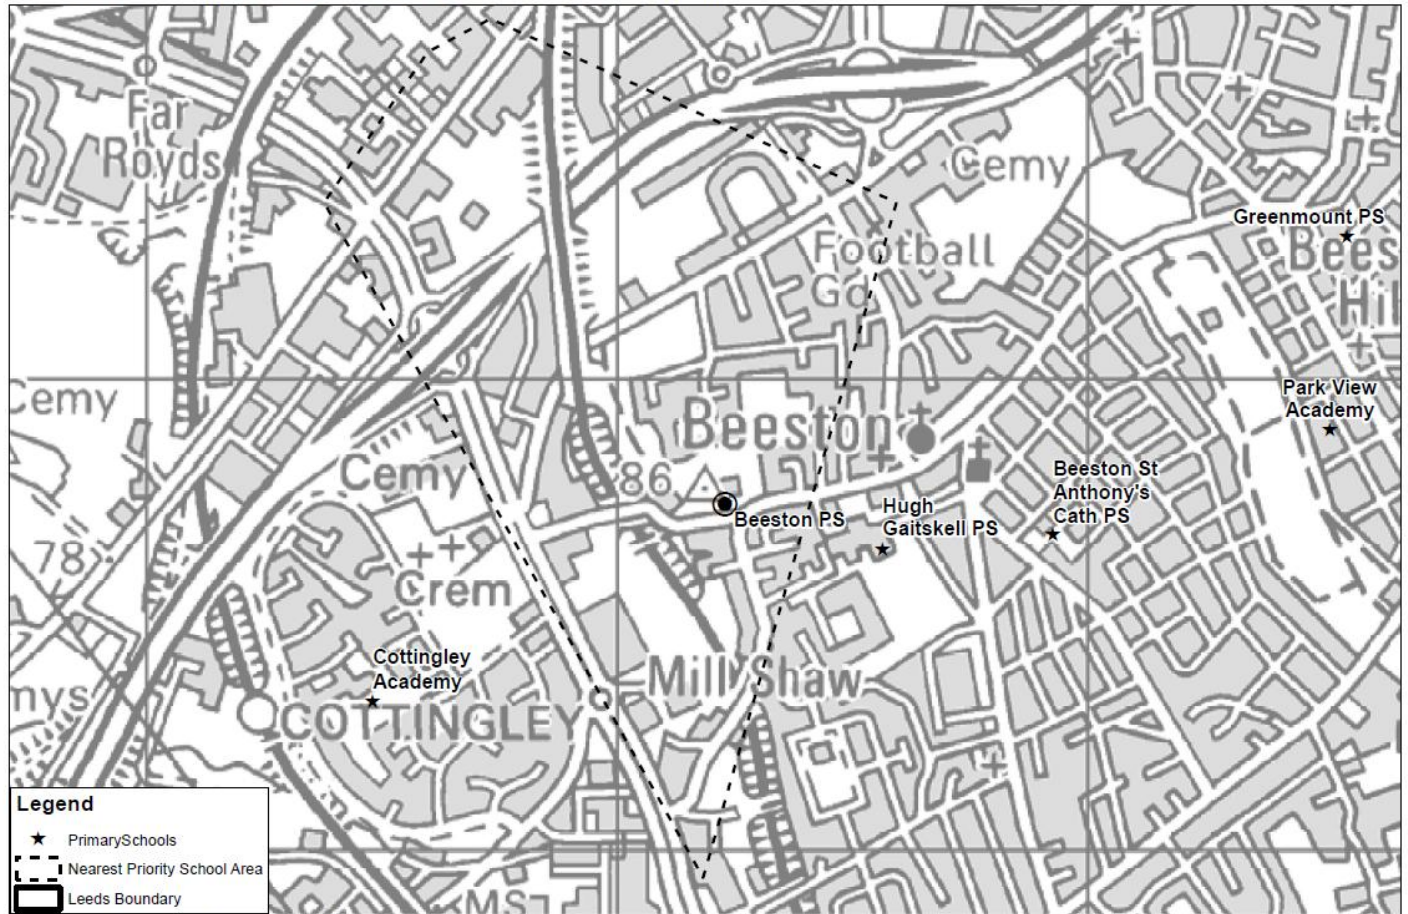 Far
Royds
Cemy
Greenmount PS
Bees
Hil
Football
Gd
Cemy
Park View
Academy
Beeston
Cemy
86
Beeston St
Anthony's
Cath PS
Hugh
Gaitskell PS
Beeston PS
78
Crem
Cottingley
Academy
Mill Shaw
mys
COTTINGLEY
Legend
PrimarySchools
Nearest Priority School Area
Leeds Boundary
MS